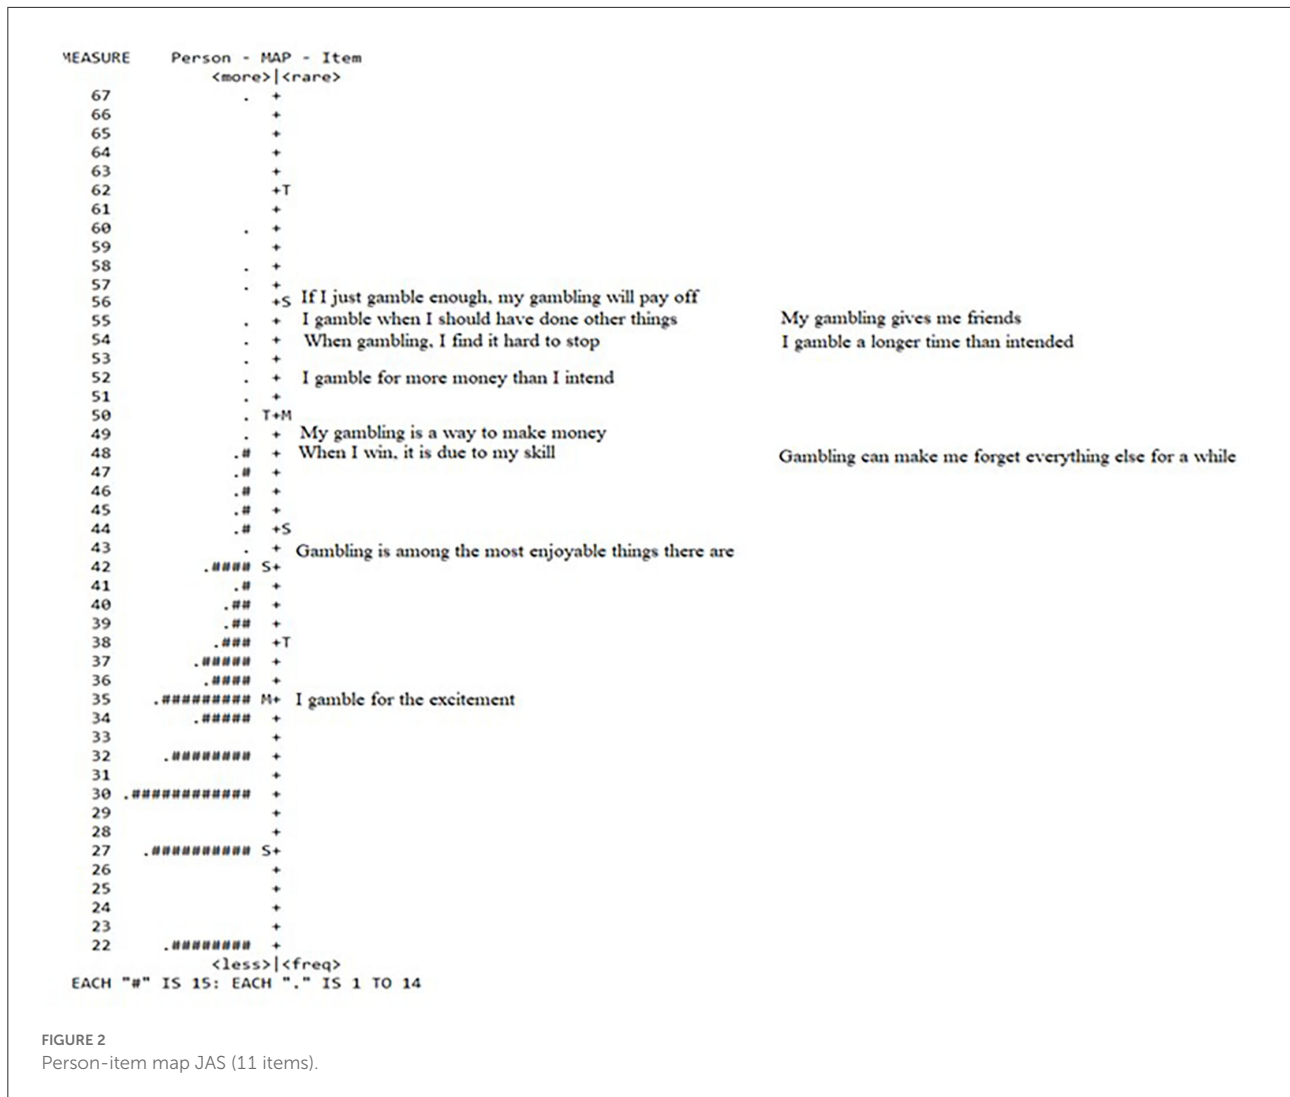 MEASURE Person - MAP - Item
<more>|<rare>
67 . +
66 +
65 +
64 +
63 +
62 +T
61 +
60 . +
59 +
58 . +
57 . +
56 +S If I just gamble enough, my gambling will pay off
55 . + I gamble when I should have done other things My gambling gives me friends
54 . + When gambling, I find it hard to stop I gamble a longer time than intended
53 . +
52 . + I gamble for more money than I intend
51 . +
50 . T+M
49 . + My gambling is a way to make money
48 .# + When I win, it is due to my skill Gambling can make me forget everything else for a while
47 .# +
46 .# +
45 .# +
44 .# +S
43 . + Gambling is among the most enjoyable things there are
42 .#### S+
41 .# +
40 .## +
39 .## +
38 .### +T
37 .##### +
36 .#### +
35 .######### M+ I gamble for the excitement
34 .##### +
33 +
32 .######## +
31 +
30 .############ +
29 +
28 +
27 .########## S+
26 +
25 +
24 +
23 +
22 .######## +
<less>|<freq>
EACH "#" IS 15: EACH "." IS 1 TO 14
FIGURE 2
Person-item map JAS (11 items).